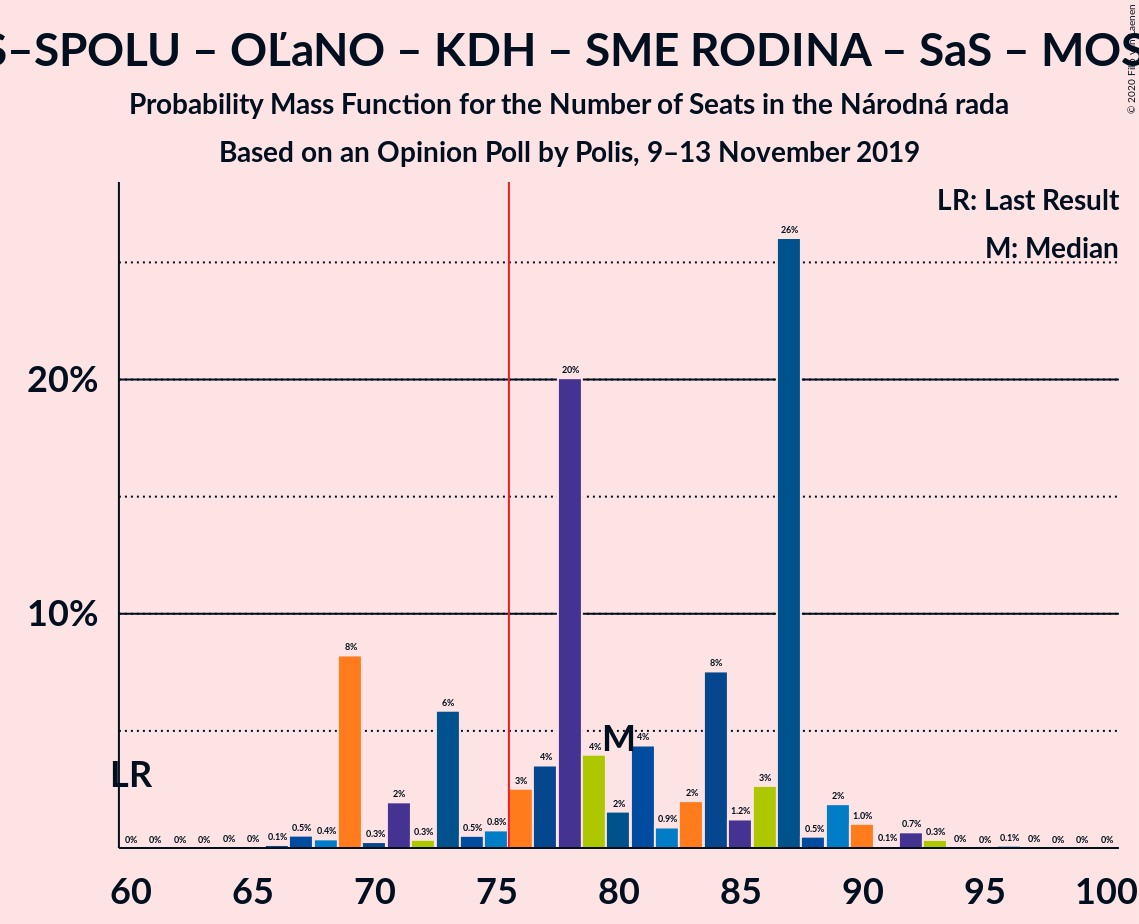 S–SPOLU – OĽaNO – KDH – SME RODINA – SaS – MOS
Probability Mass Function for the Number of Seats in the Národná rada
Based on an Opinion Poll by Polis, 9–13 November 2019
© 2020
LR: Last Result
M: Median
26%
20%
20%
10%
8%
8%
6%
M
4%
4%
4%
LR
3%
3%
2%
2%
2%
2%
1.2%
1.0%
0% 0% 0% 0% 0% 0% 0.1% 0.5% 0.4% 0.3% 0.3% 0.5% 0.8% 0.9% 0.5% 0.1% 0.7% 0.3% 0% 0% 0.1% 0% 0% 0% 0%
60 65 70 75 80 85 90 95 100